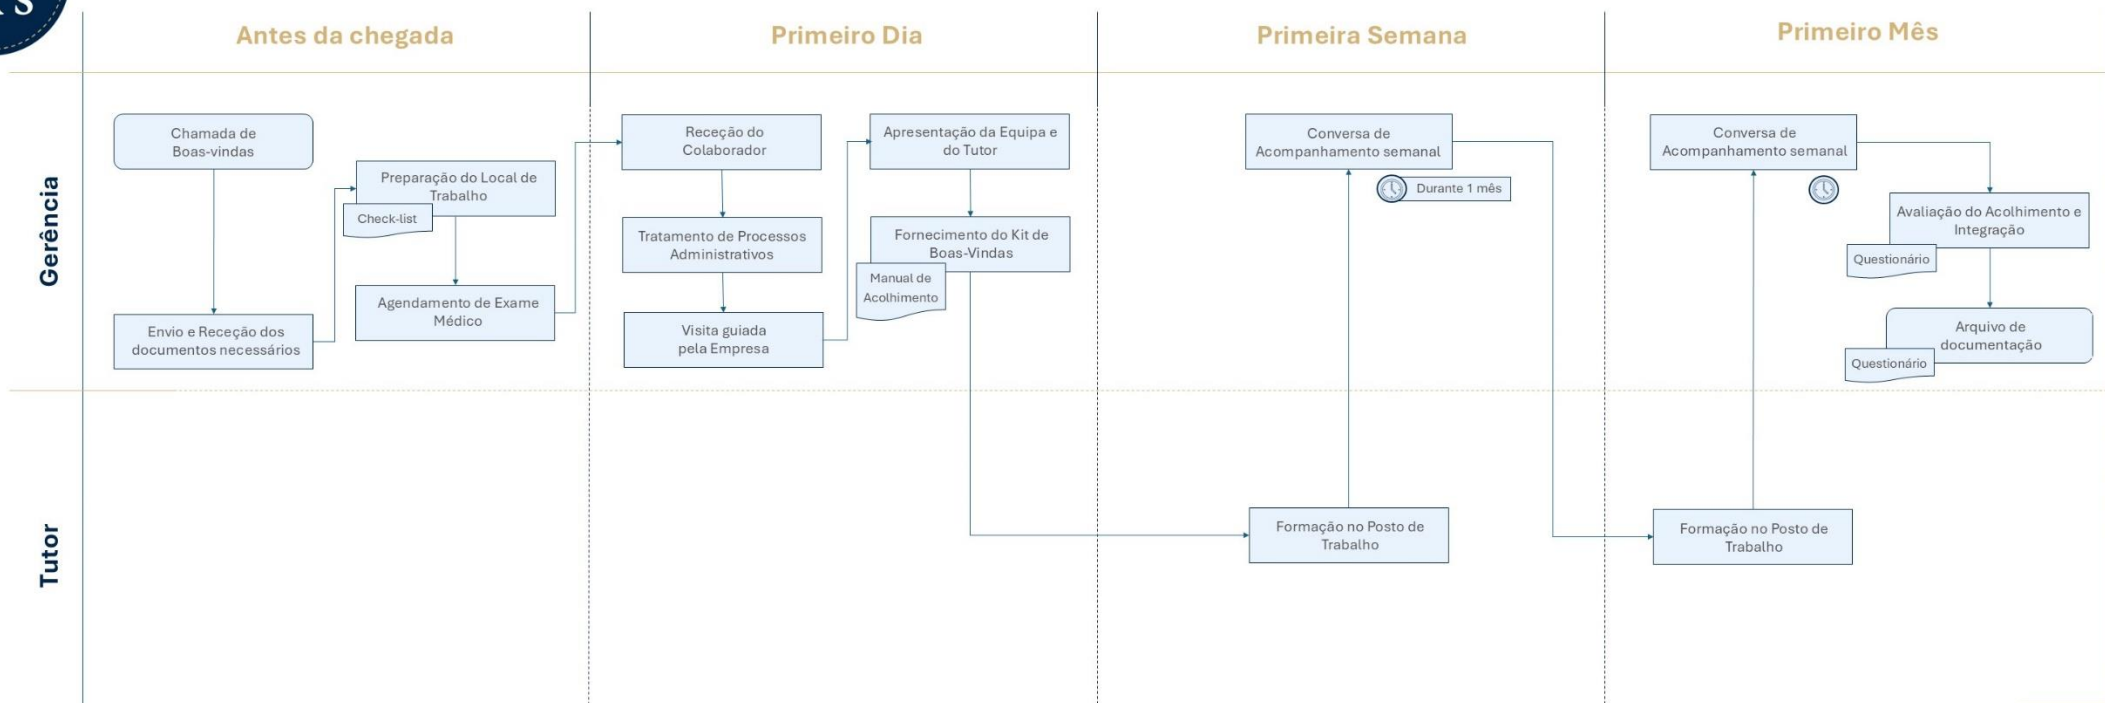 Antes da chegada
Primeiro Dia
Primeira Semana
Primeiro Mês
Gerência
Chamada de
Boas-vindas
Envio e Receção dos
documentos necessários
Preparação do Local de
Trabalho
Check-list
Agendamento de Exame
Médico
Receção do
Colaborador
Tratamento de Processos
Administrativos
Visita guiada
pela Empresa
Apresentação da Equipa e
do Tutor
Fornecimento do Kit de
Boas-Vindas
Manual de
Acolhimento
Conversa de
Acompanhamento semanal
Durante 1 mês
Conversa de
Acompanhamento semanal
Avaliação do Acolhimento e
Integração
Questionário
Arquivo de
documentação
Questionário
Tutor
Formação no Posto de
Trabalho
Formação no Posto de
Trabalho